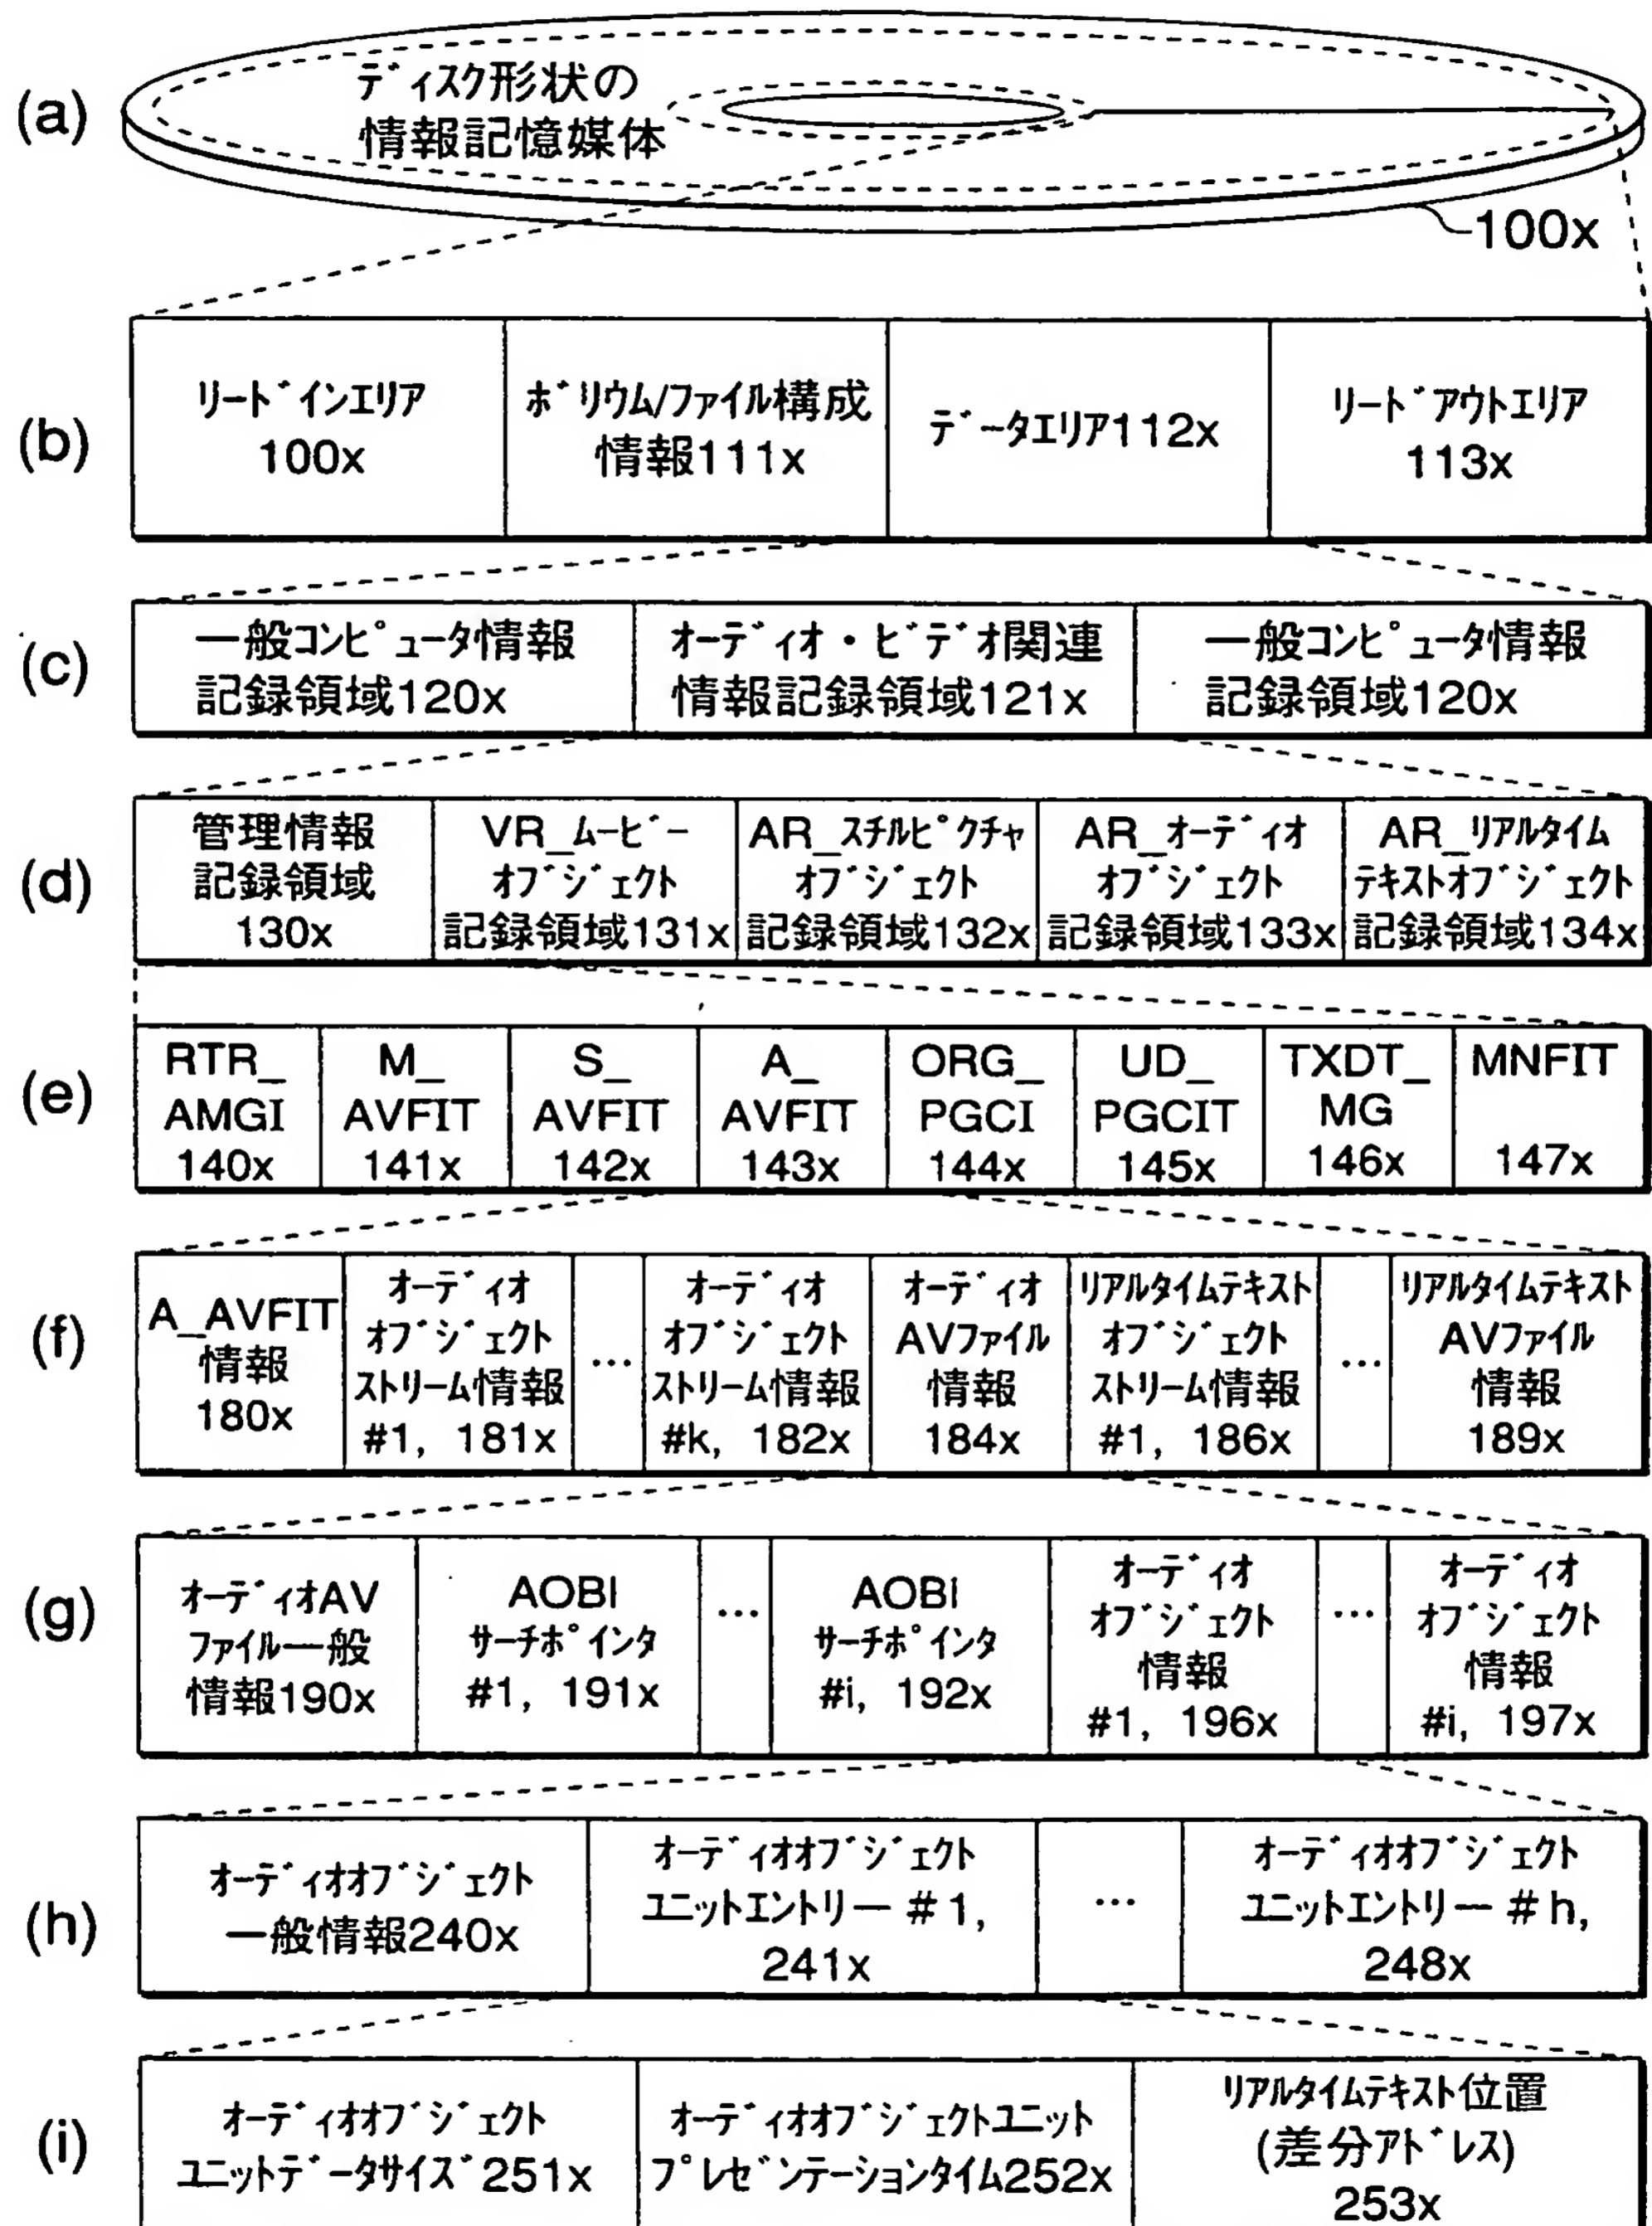 (a)
ディスク形状の
情報記憶媒体
100x
(b)
リードインエリア
100x
ボリウム/ファイル構成
情報111x
データエリア112x
リードアウトエリア
113x
(c)
一般コンピュータ情報
記録領域120x
オーディオ・ビデオ関連
情報記録領域121x
一般コンピュータ情報
記録領域120x
(d)
管理情報
記録領域
130x
VR_ムービー
オブジェクト
記録領域131x
AR_スチルピクチャ
オブジェクト
記録領域132x
AR_オーディオ
オブジェクト
記録領域133x
AR_リアルタイム
テキストオブジェクト
記録領域134x
(e)
RTR_
AMGI
140x
M_
AVFIT
141x
S_
AVFIT
142x
A_
AVFIT
143x
ORG_
PGCI
144x
UD_
PGCIT
145x
TXDT_
MG
146x
MNFIT
147x
(f)
A_AVFIT
情報
180x
オーディオ
オブジェクト
ストリーム情報
#1, 181x
…
オーディオ
オブジェクト
ストリーム情報
#k, 182x
オーディオ
AVファイル
情報
184x
リアルタイムテキスト
オブジェクト
ストリーム情報
#1, 186x
…
リアルタイムテキスト
AVファイル
情報
189x
(g)
オーディオAV
ファイル一般
情報190x
AOBI
サーチポインタ
#1, 191x
…
AOBI
サーチポインタ
#i, 192x
オーディオ
オブジェクト
情報
#1, 196x
…
オーディオ
オブジェクト
情報
#i, 197x
(h)
オーディオオブジェクト
一般情報240x
オーディオオブジェクト
ユニットエントリー #1,
241x
…
オーディオオブジェクト
ユニットエントリー #h,
248x
(i)
オーディオオブジェクト
ユニットデータサイズ251x
オーディオオブジェクトユニット
プレゼンテーションタイム252x
リアルタイムテキスト位置
(差分アドレス)
253x